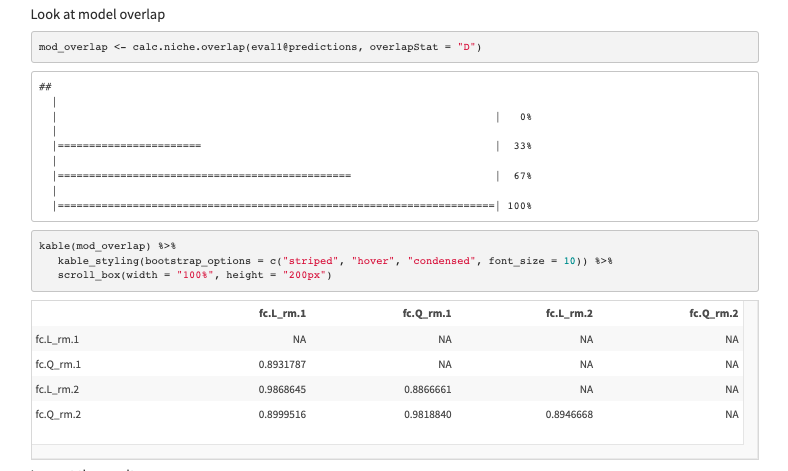 Look at model overlap
mod_overlap <- calc.niche.overlap(eval1@predictions, overlapStat = "D")
##
|
| | 0%
|
|======================= | 33%
|
|=============================================== | 67%
|
|======================================================================| 100%
kable(mod_overlap) %>%
kable_styling(bootstrap_options = c("striped", "hover", "condensed", font_size = 10)) %>%
scroll_box(width = "100%", height = "200px")
fc.L_rm.1 fc.Q_rm.1 fc.L_rm.2 fc.Q_rm.2
fc.L_rm.1 NA NA NA NA
fc.Q_rm.1 0.8931787 NA NA NA
fc.L_rm.2 0.9868645 0.8866661 NA NA
fc.Q_rm.2 0.8999516 0.9818840 0.8946668 NA